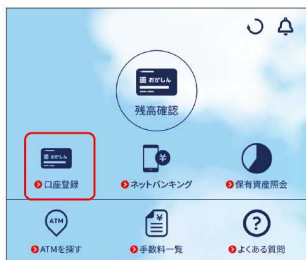 おかしん
残高確認
おかしん
口座登録
ネットバンキング
保有資産照会
ATM
ATMを探す
手数料一覧
よくある質問